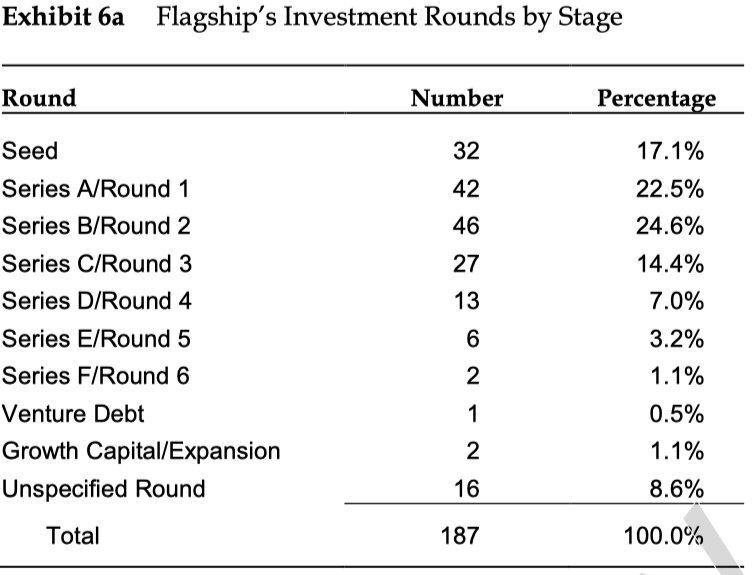 Exhibit 6a Flagship’s Investment Rounds by Stage
Round Number Percentage
Seed 32 17.1%
Series A/Round 1 42 22.5%
Series B/Round 2 46 24.6%
Series C/Round 3 27 14.4%
Series D/Round 4 13 7.0%
Series E/Round 5 6 3.2%
Series F/Round 6 2 1.1%
Venture Debt 1 0.5%
Growth Capital/Expansion 2 1.1%
Unspecified Round 16 8.6%
Total 187 100.0%